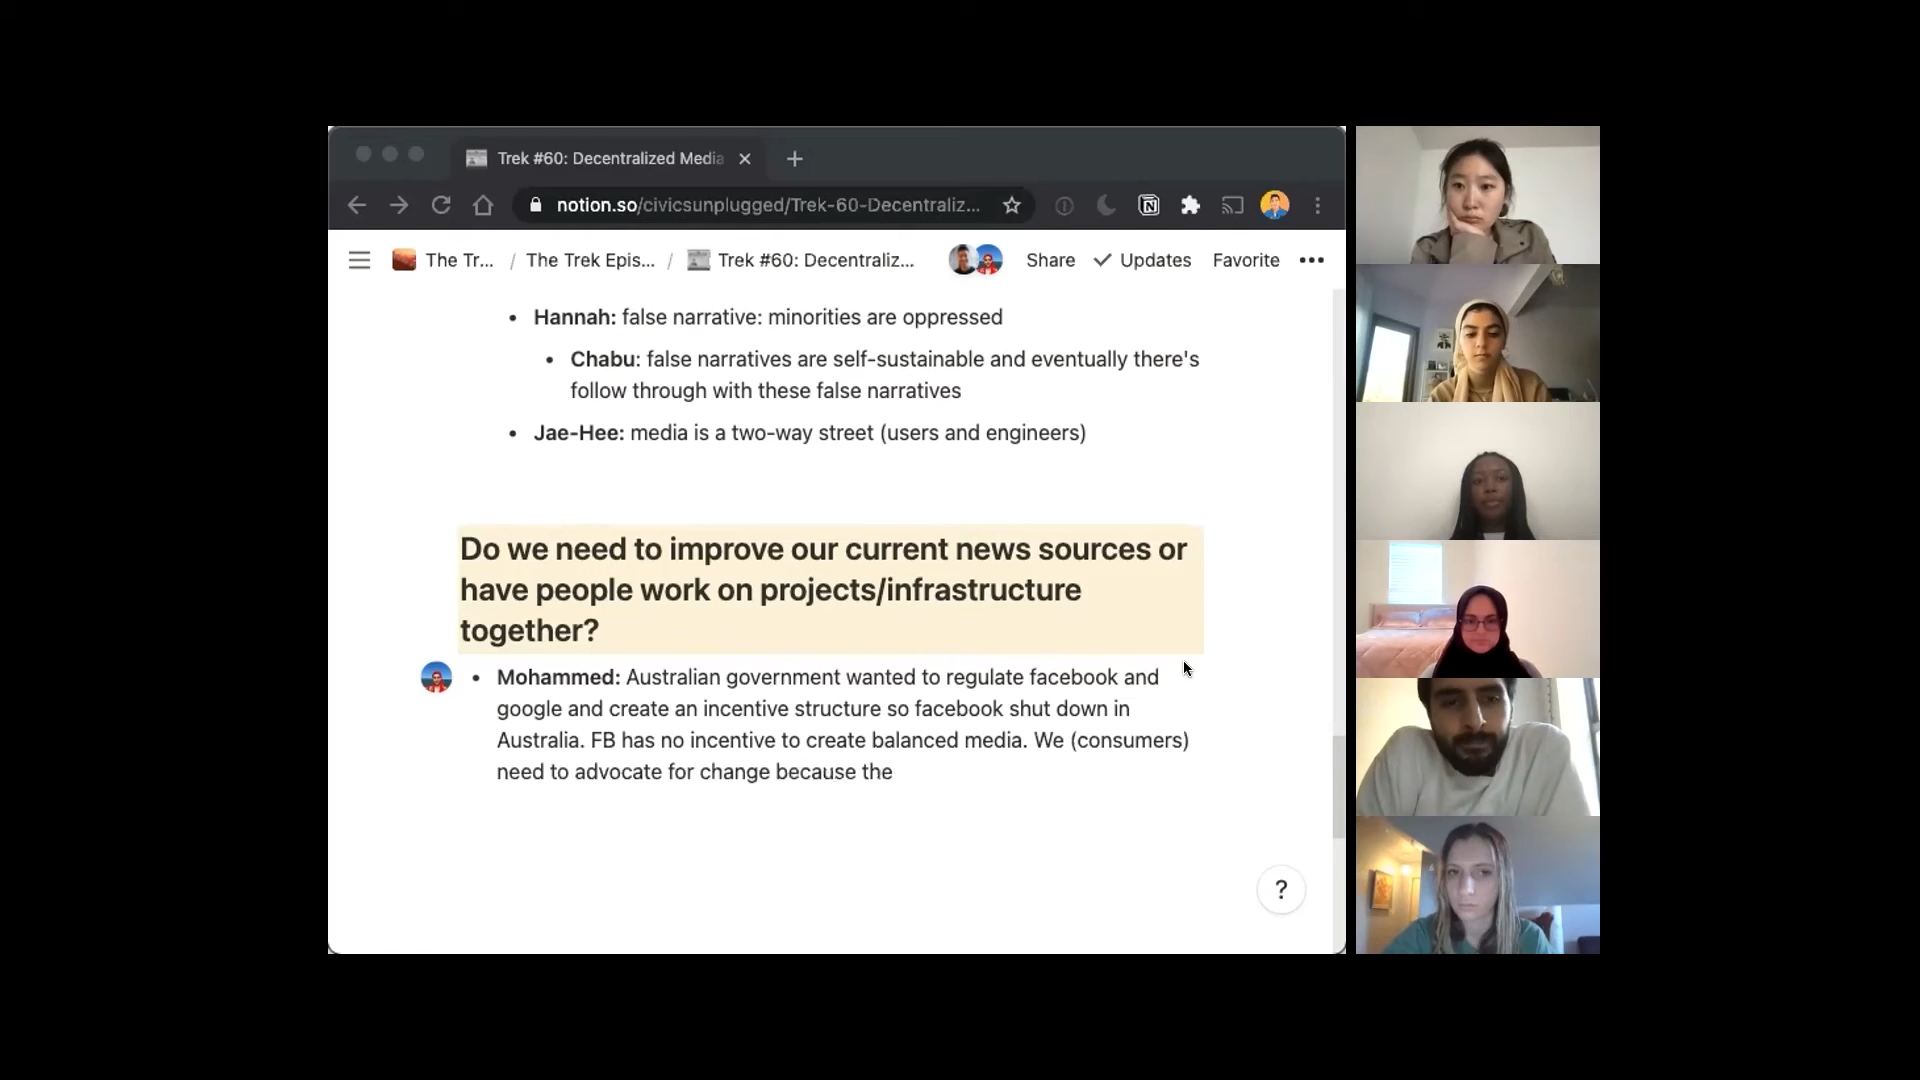 Trek #60: Decentralized Media
notion.so/civicsunplugged/Trek-60-Decentraliz...
The Tr... / The Trek Epis... / Trek #60: Decentraliz... Share Updates Favorite
Hannah: false narrative: minorities are oppressed
Chabu: false narratives are self-sustainable and eventually there's
follow through with these false narratives
Jae-Hee: media is a two-way street (users and engineers)
Do we need to improve our current news sources or
have people work on projects/infrastructure
together?
Mohammed: Australian government wanted to regulate facebook and
google and create an incentive structure so facebook shut down in
Australia. FB has no incentive to create balanced media. We (consumers)
need to advocate for change because the
?